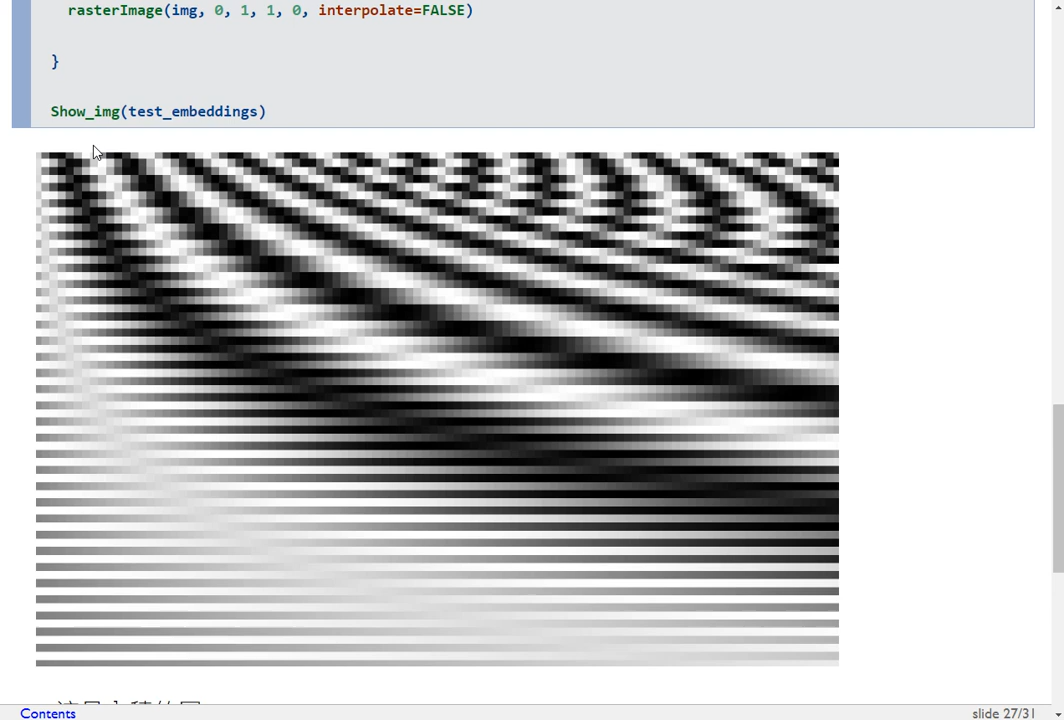 rasterImage(img, 0, 1, 1, 0, interpolate=FALSE)
}
Show_img(test_embeddings)
Contents
slide 27/31